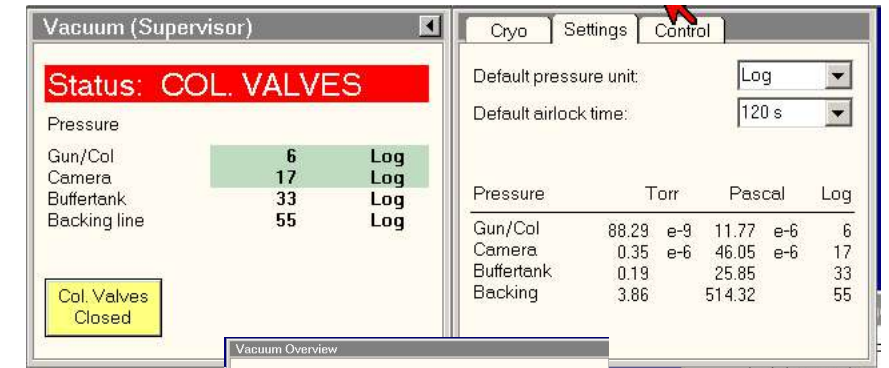 Vacuum (Supervisor)
Status: COL. VALVES
Pressure
Gun/Col 6 Log
Camera 17 Log
Buffertank 33 Log
Backing line 55 Log
Col. Valves
Closed
Cryo Settings Control
Default pressure unit: Log
Default airlock time: 120 s
Pressure Torr Pascal Log
Gun/Col 88.29 e-9 11.77 e-6 6
Camera 0.35 e-6 46.05 e-6 17
Buffertank 0.19 25.85 33
Backing 3.86 514.32 55
Vacuum Overview